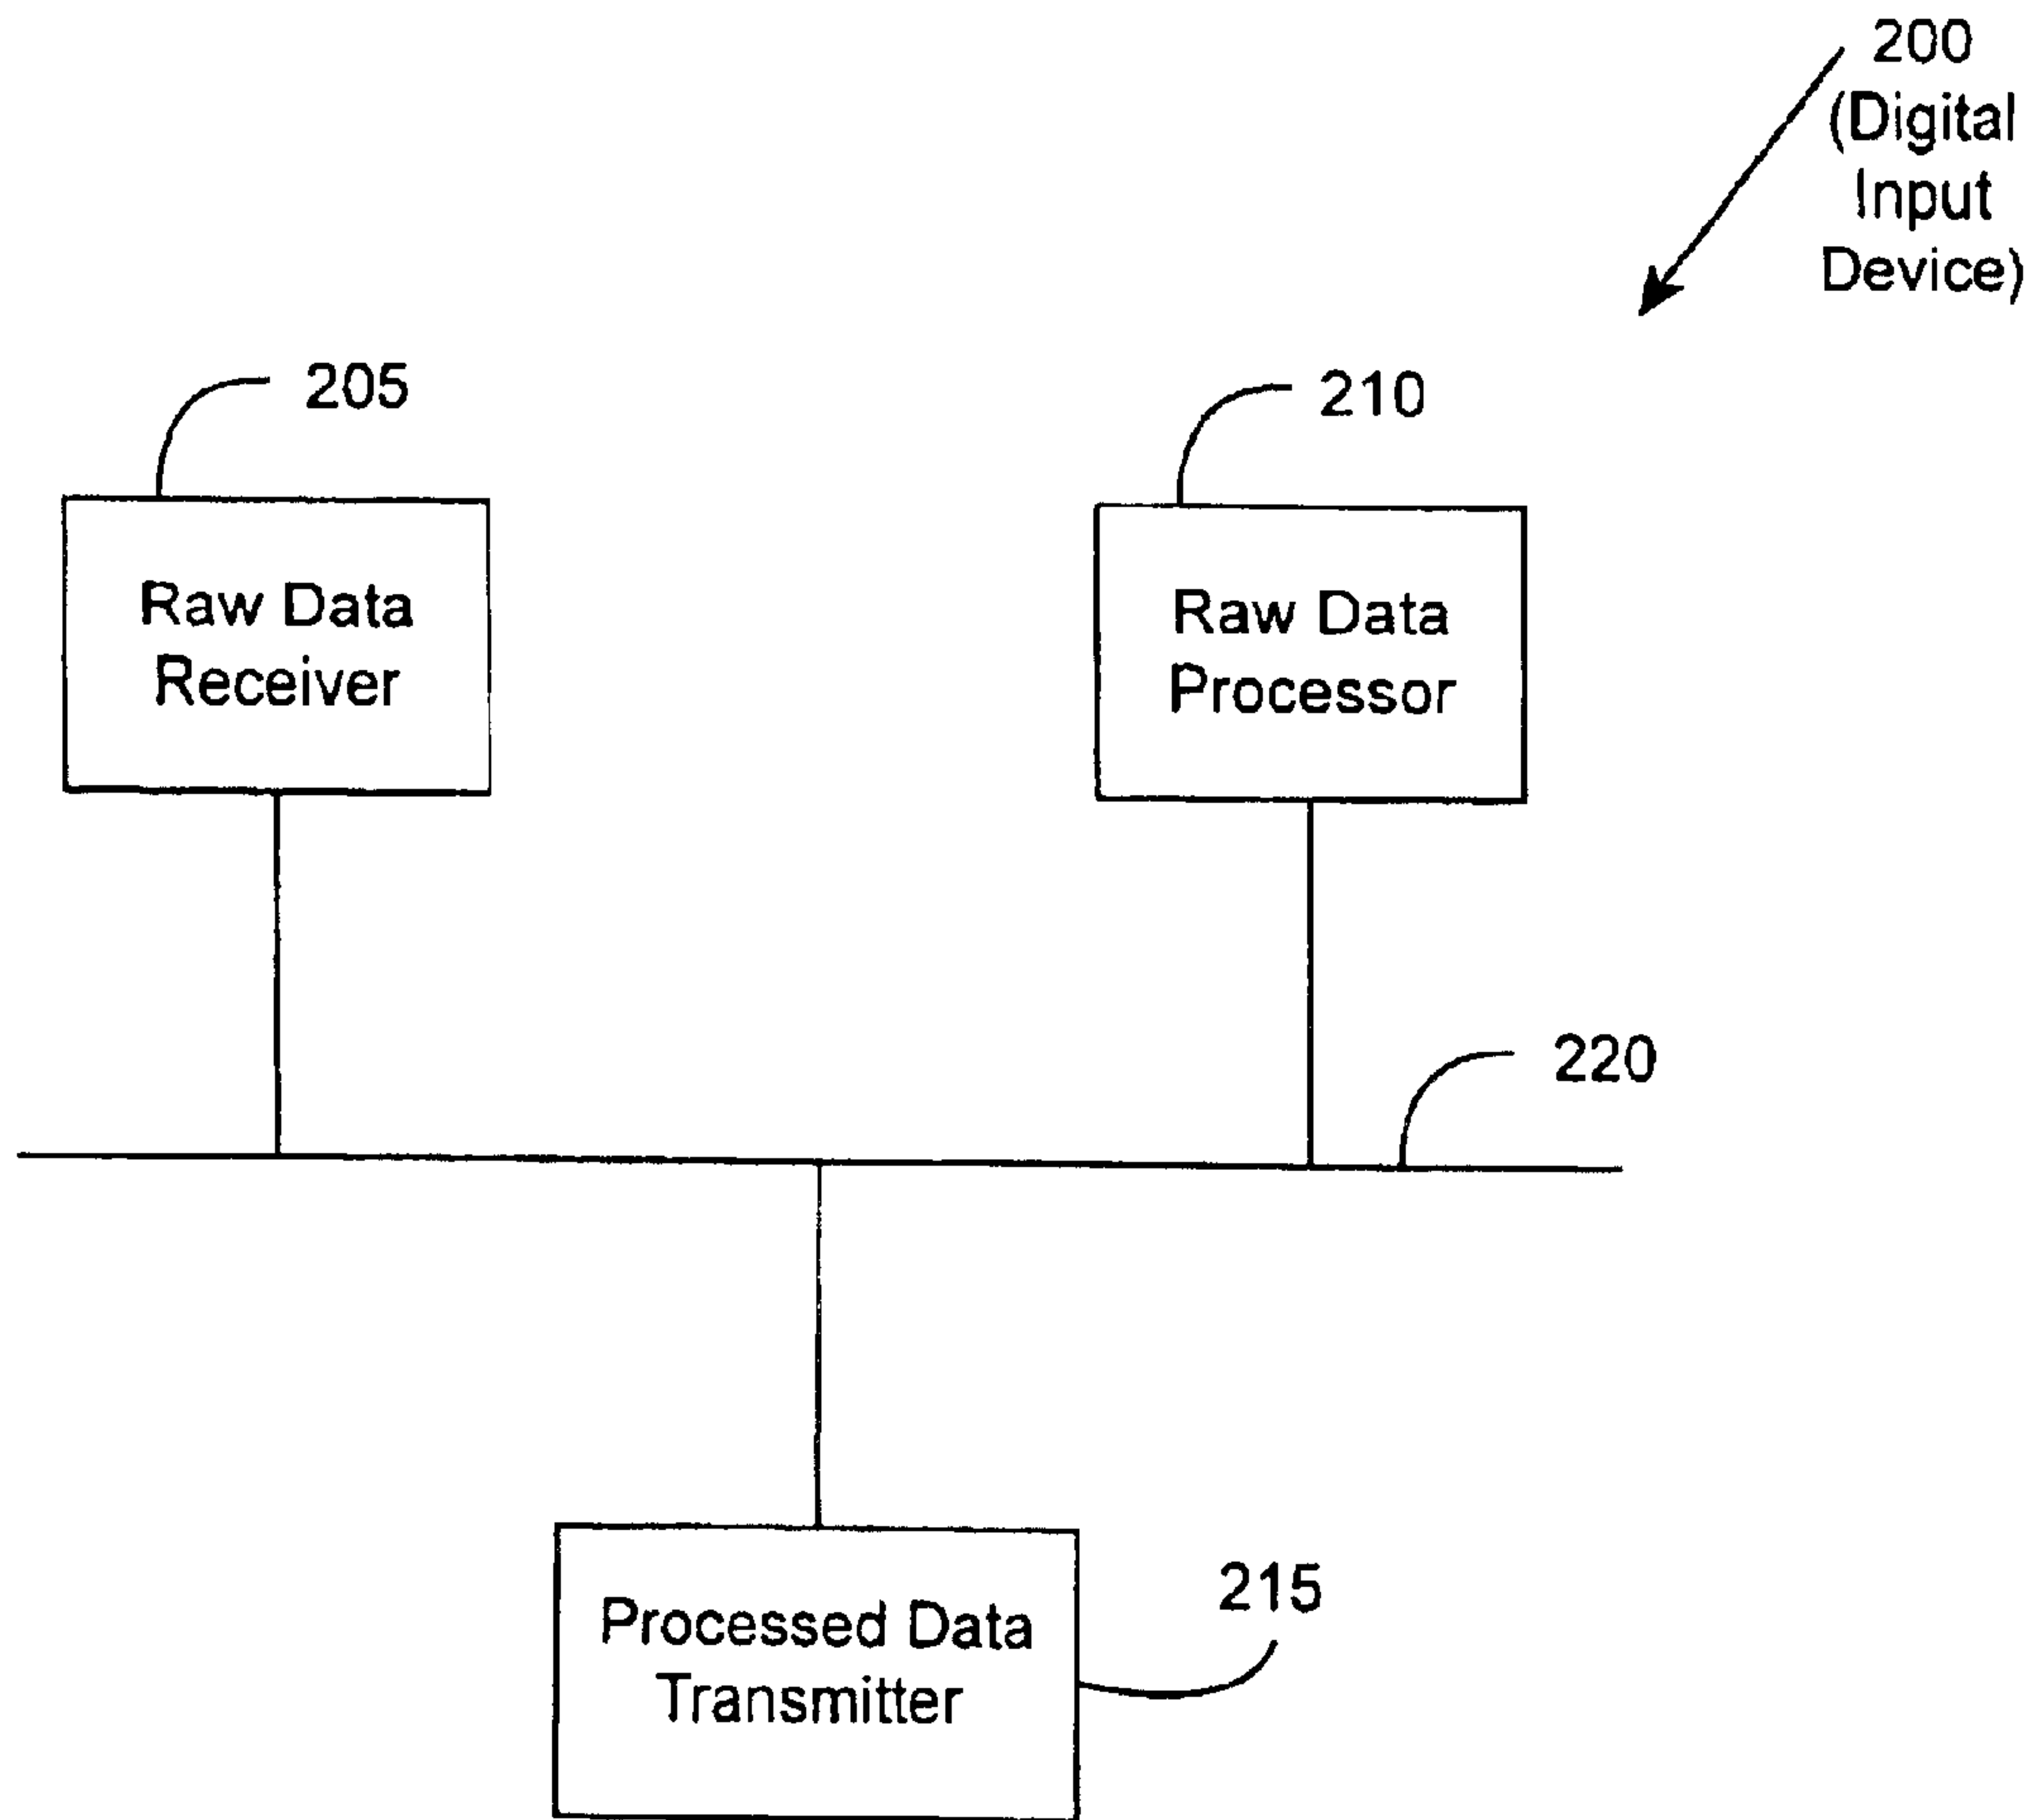 200
(Digital
Input
Device)
205
210
Raw Data
Receiver
Raw Data
Processor
220
215
Processed Data
Transmitter